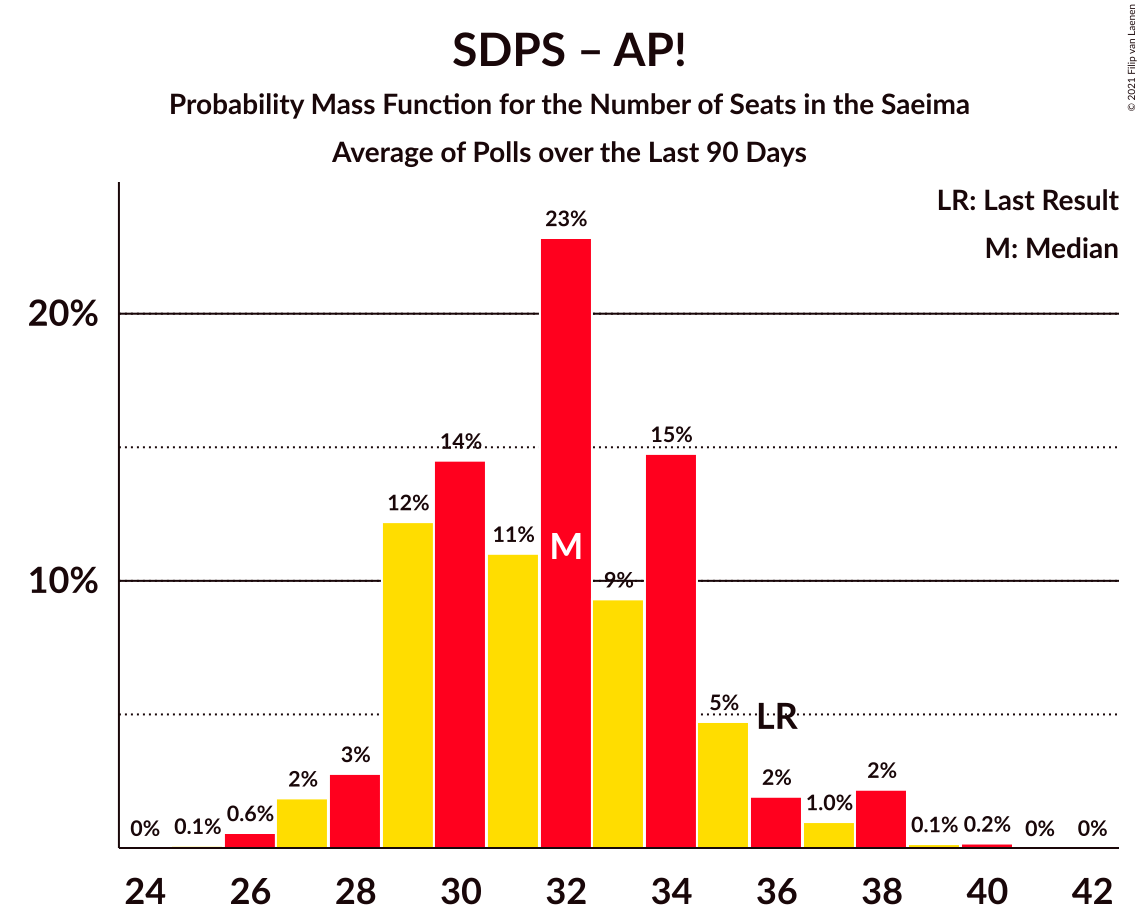 SDPS – AP!
Probability Mass Function for the Number of Seats in the Saeima
Average of Polls over the Last 90 Days
© 2021 Filip van Laenen
LR: Last Result
M: Median
20%
10%
0%
0.1%
0.6%
2%
3%
12%
14%
11%
23%
M
9%
15%
5%
LR
2%
1.0%
2%
0.1%
0.2%
0%
0%
24 26 28 30 32 34 36 38 40 42